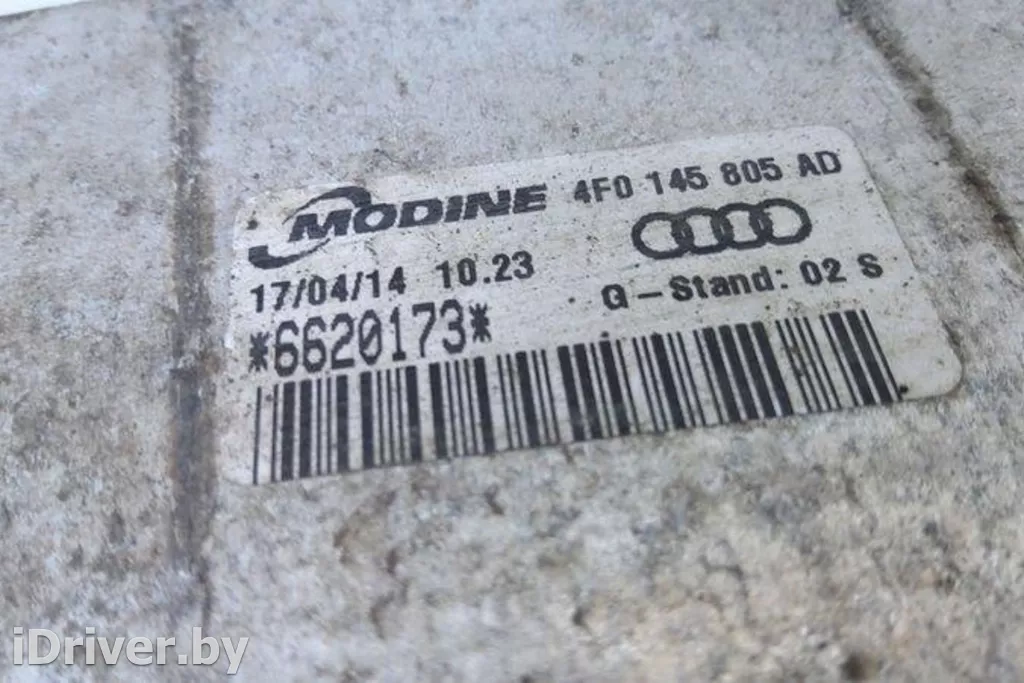 MODINE 4F0 145 805 AD
17/04/14 10.23 G-Stand: 02 S
*6620173*
iDriver.by